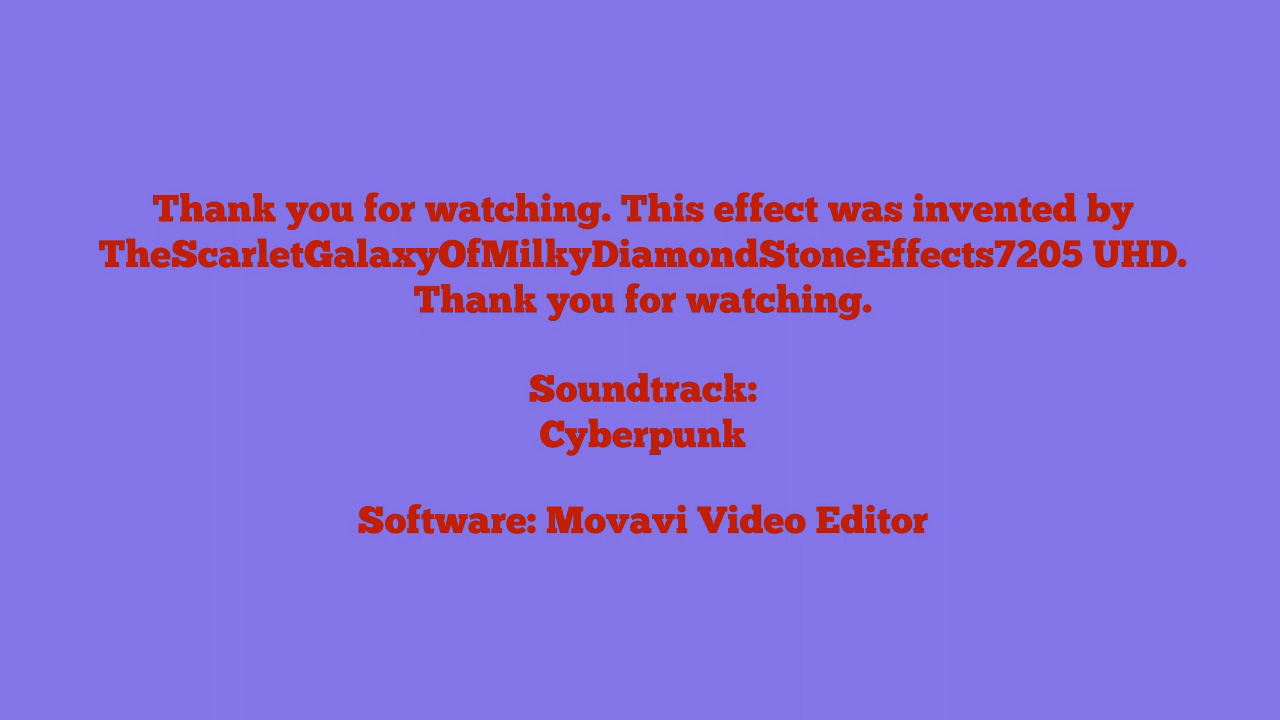 Thank you for watching. This effect was invented by
TheScarletGalaxyOfMilkyDiamondStoneEffects7205 UHD.
Thank you for watching.
Soundtrack:
Cyberpunk
Software: Movavi Video Editor